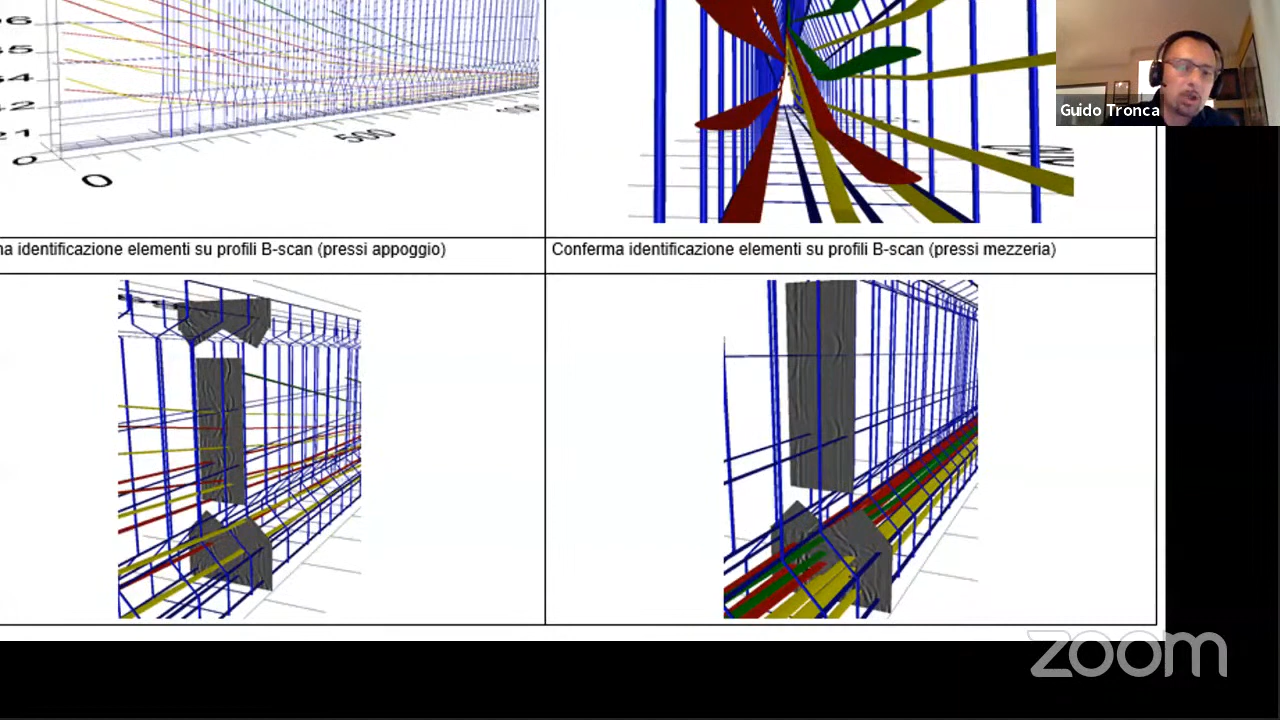 0
500
Guido Tronca
na identificazione elementi su profili B-scan (pressi appoggio)
Conferma identificazione elementi su profili B-scan (pressi mezzeria)
zoom